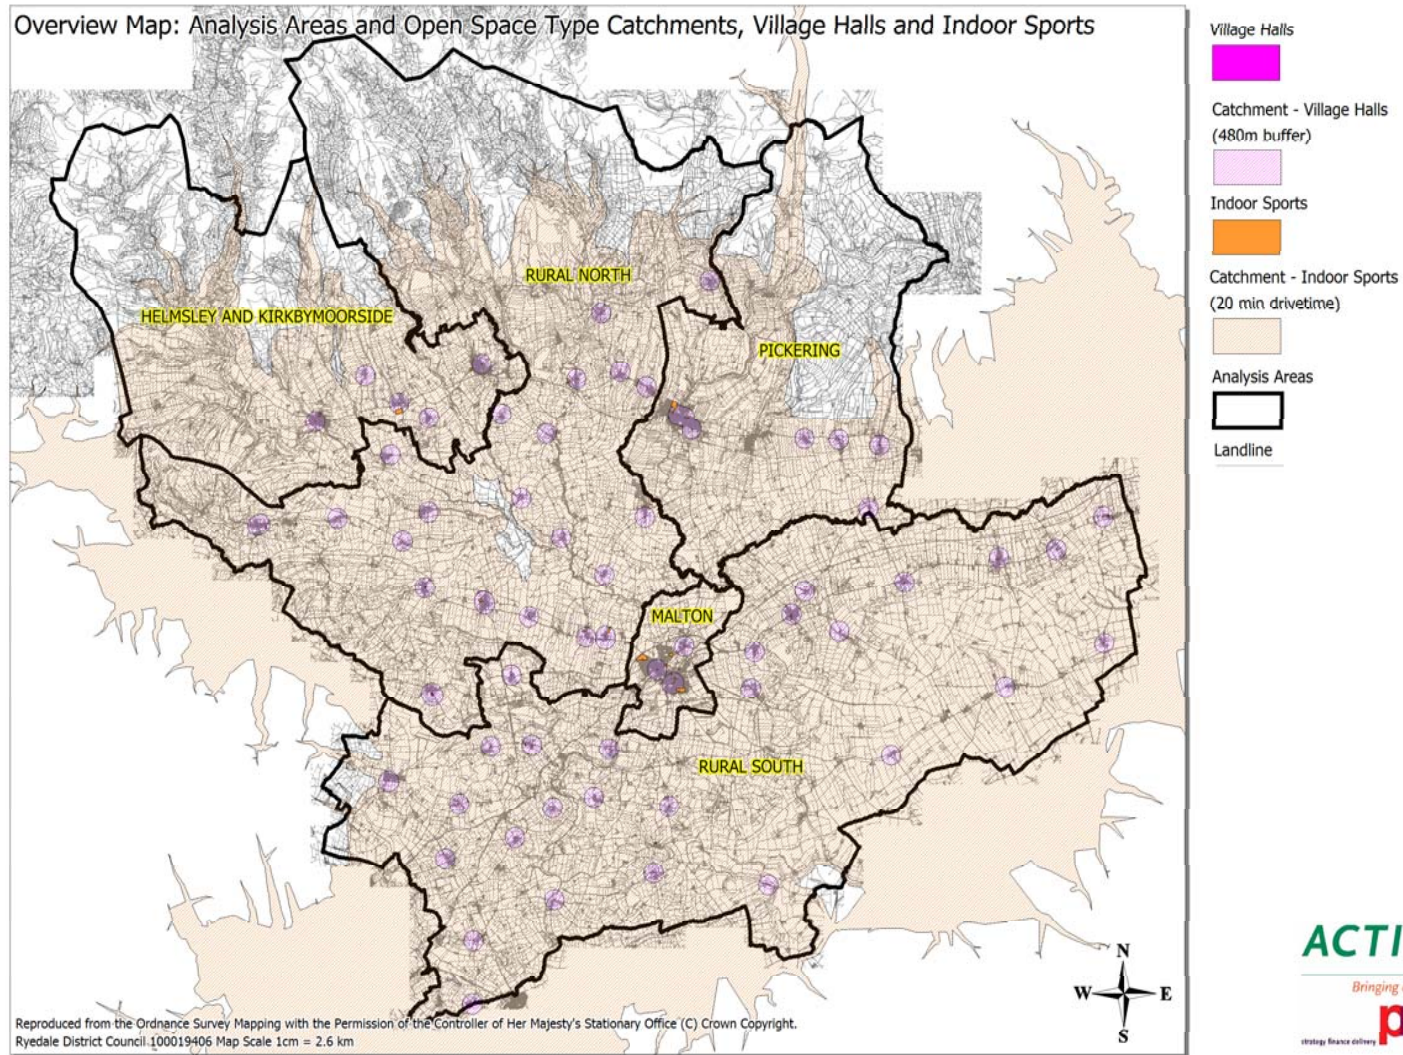 Overview Map: Analysis Areas and Open Space Type Catchments, Village Halls and Indoor Sports
Village Halls
Catchment - Village Halls
(480m buffer)
Indoor Sports
Catchment - Indoor Sports
(20 min drivetime)
Analysis Areas
Landline
RURAL NORTH
HELMSLEY AND KIRKBYMOORSIDE
PICKERING
MALTON
RURAL SOUTH
N
W E
S
ACTI
Bringing
p
strategy finance delivery
Reproduced from the Ordnance Survey Mapping with the Permission of the Controller of Her Majesty's Stationary Office (C) Crown Copyright.
Ryedale District Council 100019406 Map Scale 1cm = 2.6 km